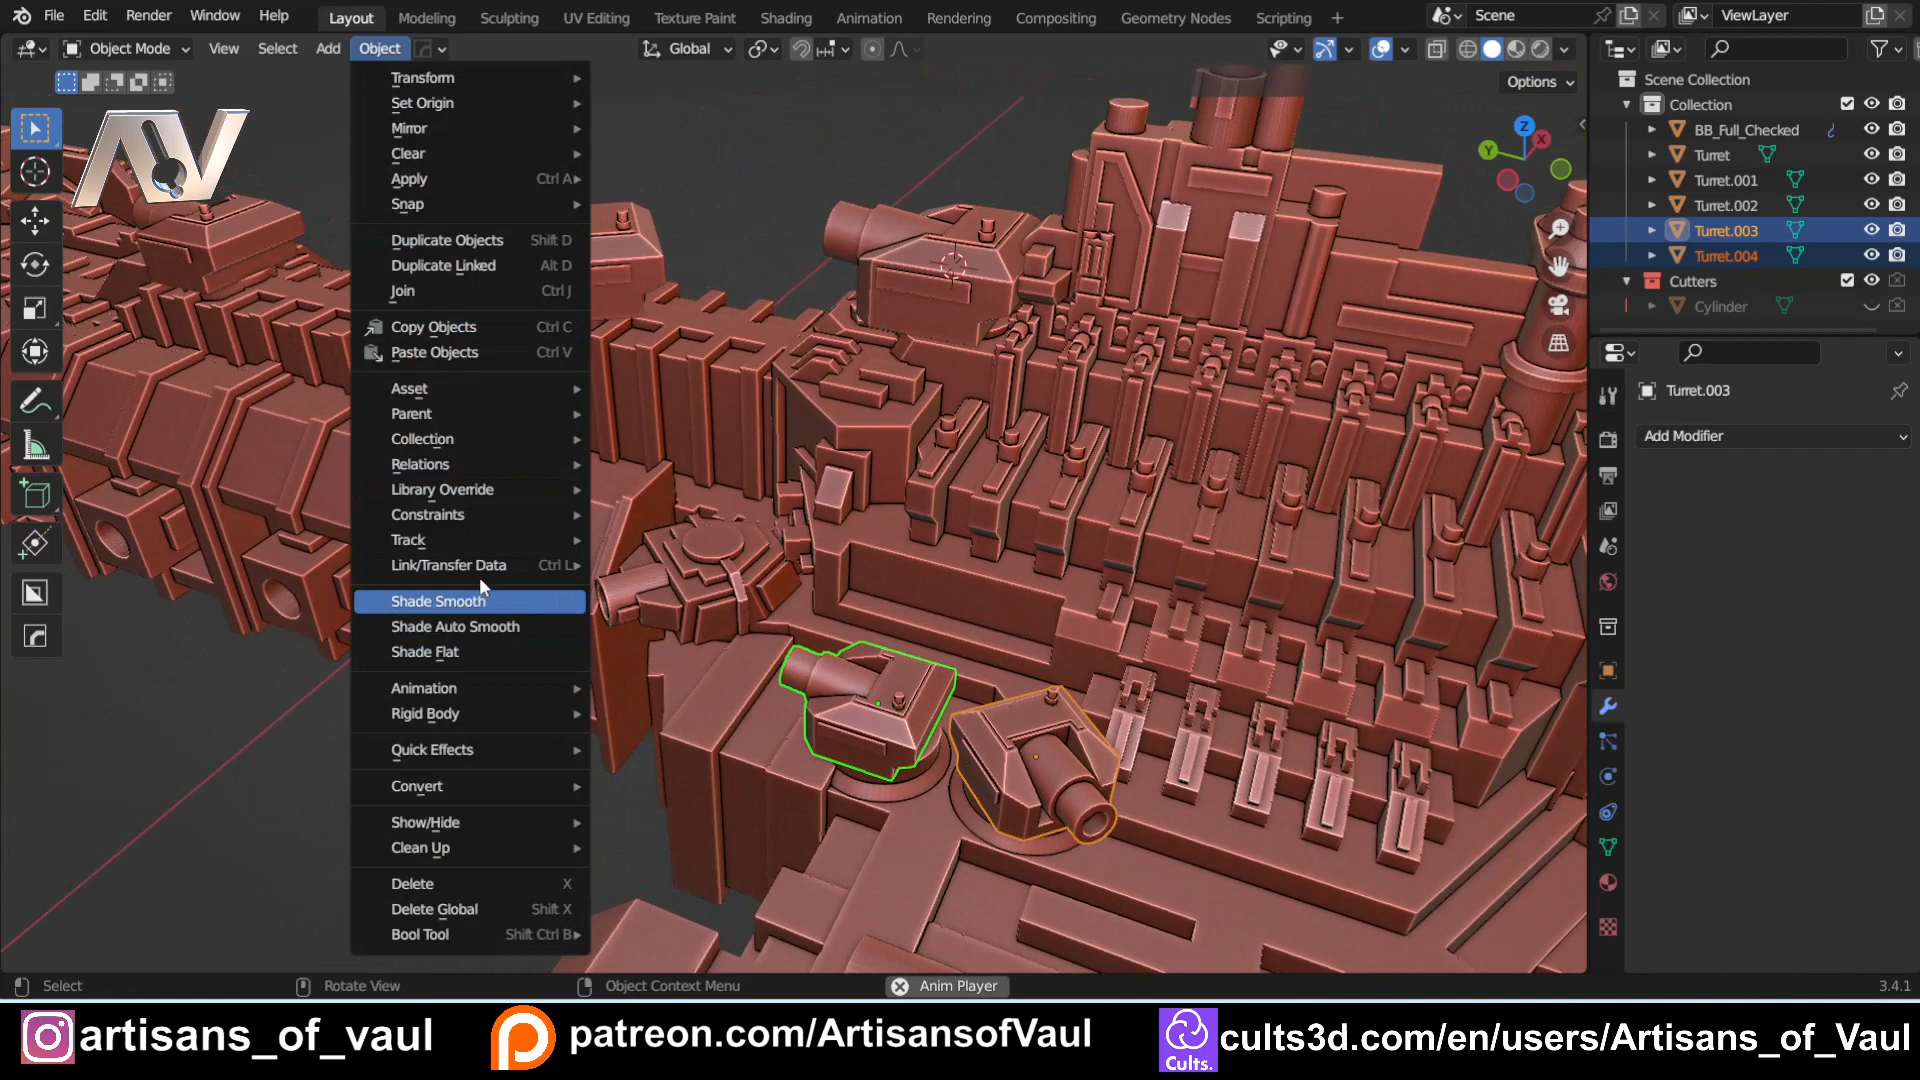 File Edit Render Window Help Layout Modeling Sculpting UV Editing Texture Paint Shading Animation Rendering Compositing Geometry Nodes Scripting + Scene ViewLayer
Object Mode View Select Add Object Global
Options
Transform
Set Origin
Mirror
Clear
Apply Ctrl A
Snap
Duplicate Objects Shift D
Duplicate Linked Alt D
Join Ctrl J
Copy Objects Ctrl C
Paste Objects Ctrl V
Asset
Parent
Collection
Relations
Library Override
Constraints
Track
Link/Transfer Data Ctrl L
Shade Smooth
Shade Auto Smooth
Shade Flat
Animation
Rigid Body
Quick Effects
Convert
Show/Hide
Clean Up
Delete X
Delete Global Shift X
Bool Tool Shift Ctrl B
AV
Z
X
Y
Scene Collection
Collection
BB_Full_Checked
Turret
Turret.001
Turret.002
Turret.003
Turret.004
Cutters
Cylinder
Turret.003
Add Modifier
Select Rotate View Object Context Menu Anim Player 3.4.1
artisans_of_vaul patreon.com/ArtisansofVaul Cults. cults3d.com/en/users/Artisans_of_Vaul